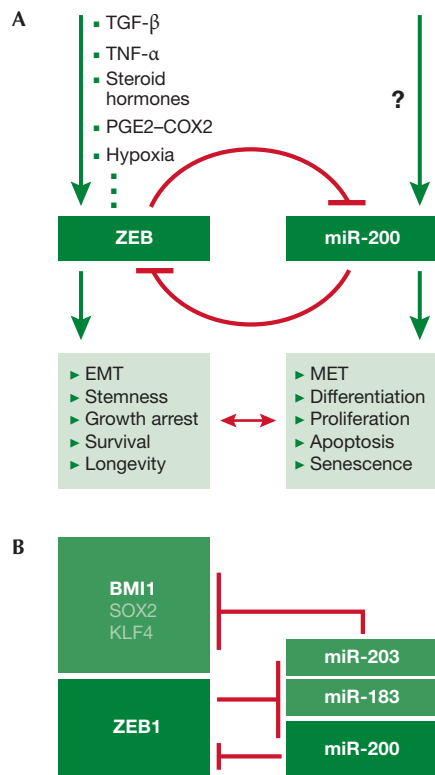 A
TGF-β
TNF-α
Steroid
hormones
PGE2–COX2
Hypoxia
?
ZEB
miR-200
EMT
Stemness
Growth arrest
Survival
Longevity
MET
Differentiation
Proliferation
Apoptosis
Senescence
B
BMI1
SOX2
KLF4
ZEB1
miR-203
miR-183
miR-200